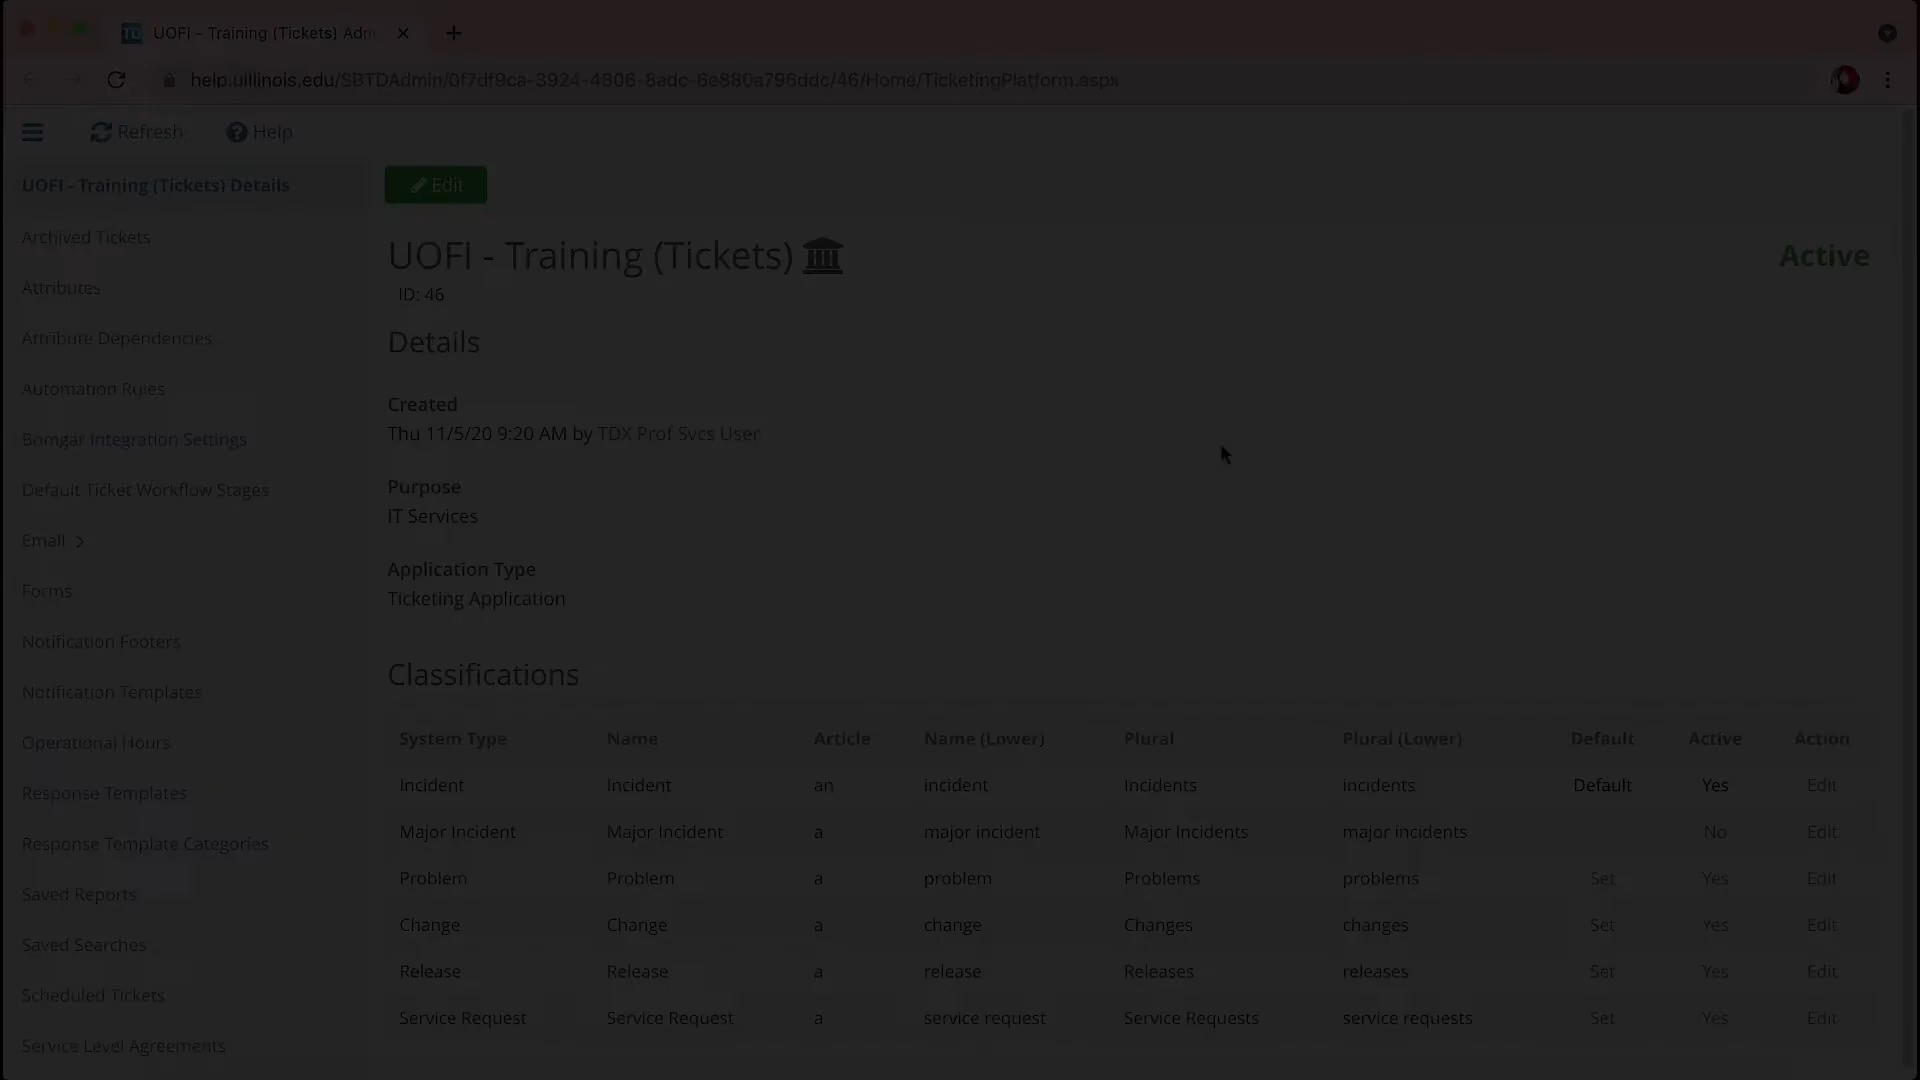 UOFI - Training (Tickets) Adm
help.uillinois.edu/SBTDAdmin/0f7df9ca-3924-4806-8adc-6e880a796ddc/46/Home/TicketingPlatform.aspx
Refresh Help
UOFI - Training (Tickets) Details
Archived Tickets
Attributes
Attribute Dependencies
Automation Rules
Bomgar Integration Settings
Default Ticket Workflow Stages
Email
Forms
Notification Footers
Notification Templates
Operational Hours
Response Templates
Response Template Categories
Saved Reports
Saved Searches
Scheduled Tickets
Service Level Agreements
Edit
UOFI - Training (Tickets)
Active
ID: 46
Details
Created
Thu 11/5/20 9:20 AM by TDX Prof Svcs User
Purpose
IT Services
Application Type
Ticketing Application
Classifications
System Type Name Article Name (Lower) Plural Plural (Lower) Default Active Action
Incident Incident an incident Incidents incidents Default Yes Edit
Major Incident Major Incident a major incident Major Incidents major incidents No Edit
Problem Problem a problem Problems problems Set Yes Edit
Change Change a change Changes changes Set Yes Edit
Release Release a release Releases releases Set Yes Edit
Service Request Service Request a service request Service Requests service requests Set Yes Edit